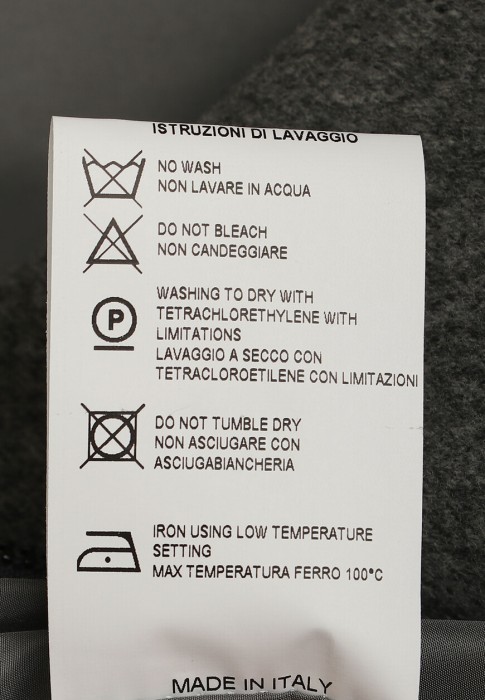 ISTRUZIONI DI LAVAGGIO
NO WASH
NON LAVARE IN ACQUA
DO NOT BLEACH
NON CANDEGGIARE
P
WASHING TO DRY WITH
TETRACHLORETHYLENE WITH
LIMITATIONS
LAVAGGIO A SECCO CON
TETRACLOROETILENE CON LIMITAZIONI
DO NOT TUMBLE DRY
NON ASCIUGARE CON
ASCIUGABIANCHERIA
IRON USING LOW TEMPERATURE
SETTING
MAX TEMPERATURA FERRO 100°C
MADE IN ITALY